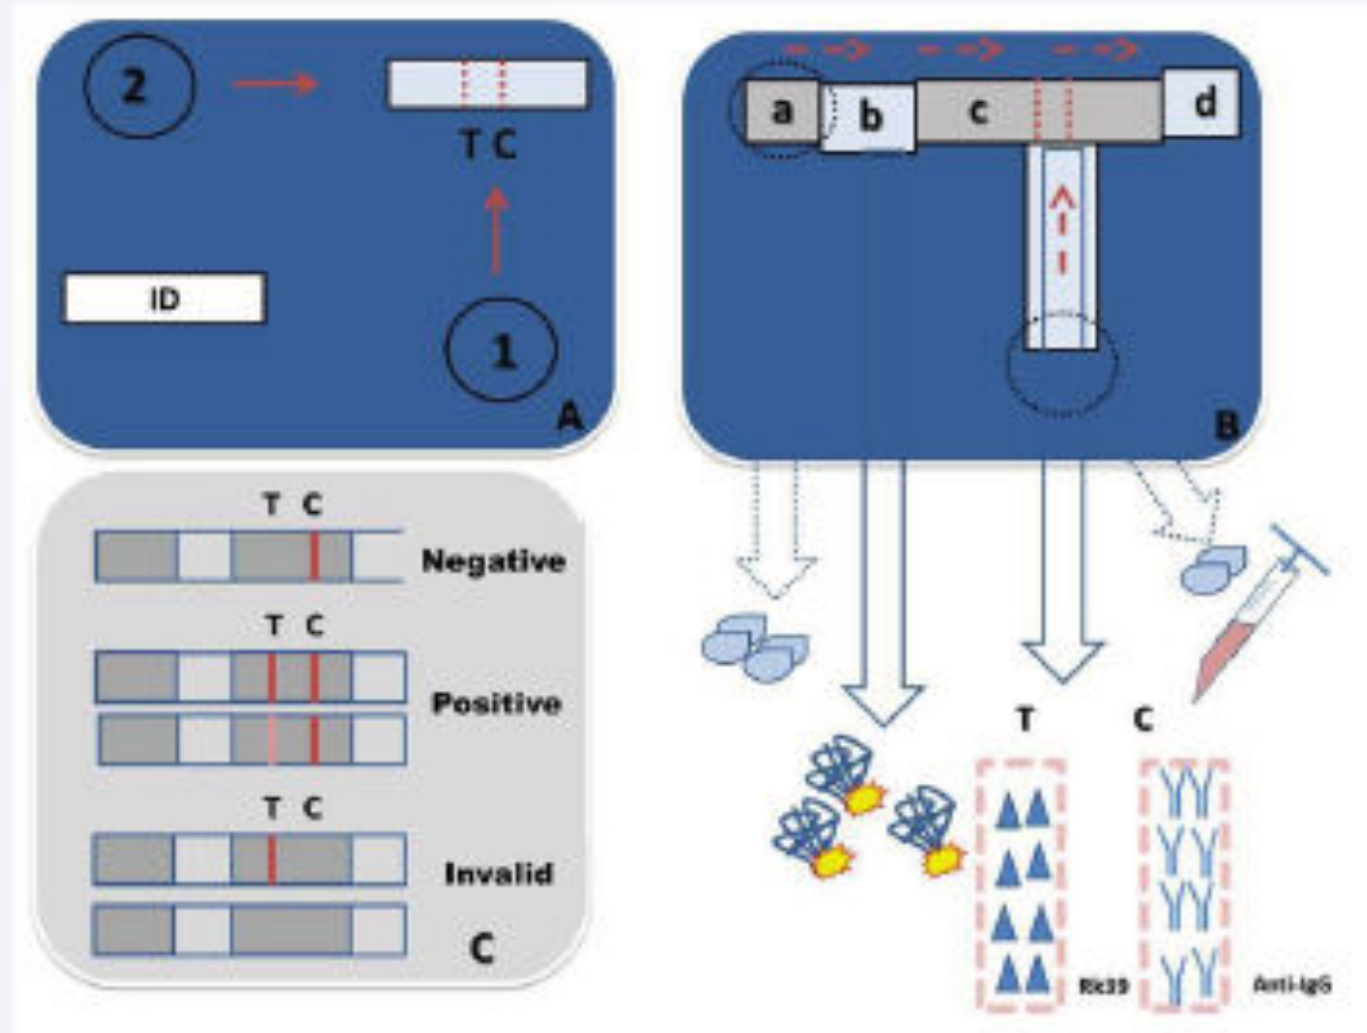 2
T C
ID
1
A
a b c d
B
T C
Negative
T C
Positive
T C
Invalid
C
T C
Rk39
Anti-IgG